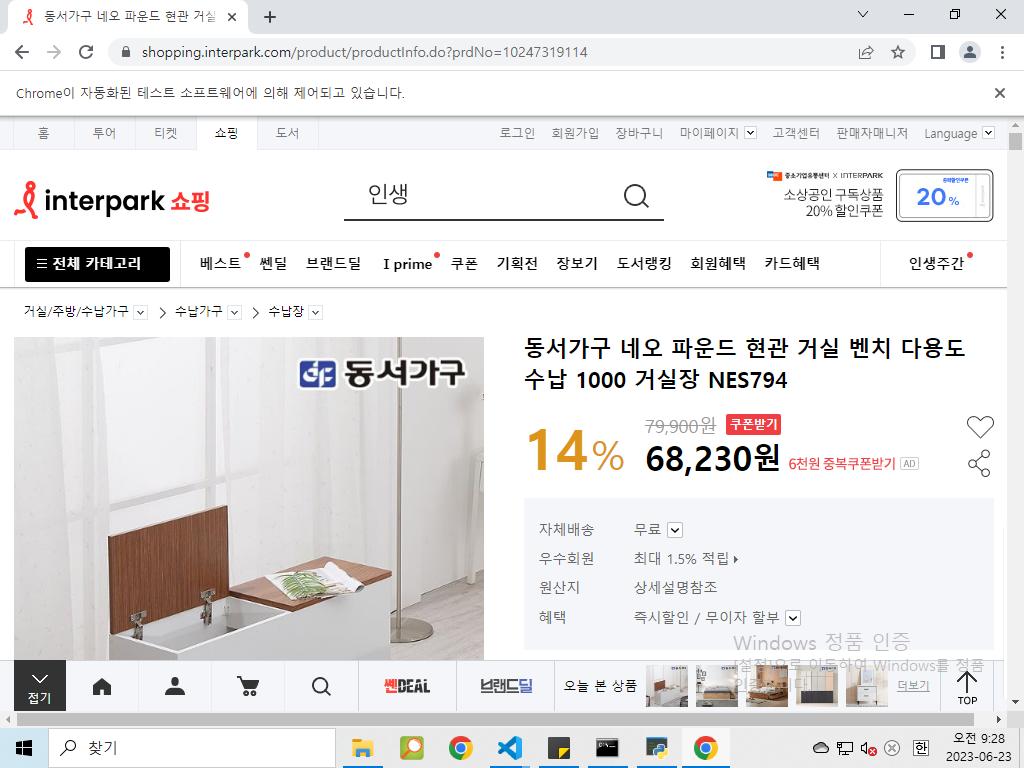 동서가구 네오 파운드 현관 거실
shopping.interpark.com/product/productInfo.do?prdNo=10247319114
Chrome이 자동화된 테스트 소프트웨어에 의해 제어되고 있습니다.
홈 투어 티켓 쇼핑 도서 로그인 회원가입 장바구니 마이페이지 고객센터 판매자매니저 Language
interpark 쇼핑
인생
중소기업유통센터 X INTERPARK
소상공인 구독상품
20% 할인쿠폰
20%
전체 카테고리 베스트 쎈딜 브랜드딜 I prime 쿠폰 기획전 장보기 도서랭킹 회원혜택 카드혜택 인생주간
거실/주방/수납가구 수납가구 수납장
동서가구
동서가구 네오 파운드 현관 거실 벤치 다용도
수납 1000 거실장 NES794
14%
79,900원 쿠폰받기
68,230원 6천원 중복쿠폰받기 AD
자체배송 무료
우수회원 최대 1.5% 적립
원산지 상세설명참조
혜택 즉시할인 / 무이자 할부
Windows 정품 인증
[설정]으로 이동하여 Windows를 정품
접기
쎈DEAL
브랜드딜
오늘 본 상품
더보기
TOP
찾기
한
오전 9:28
2023-06-23